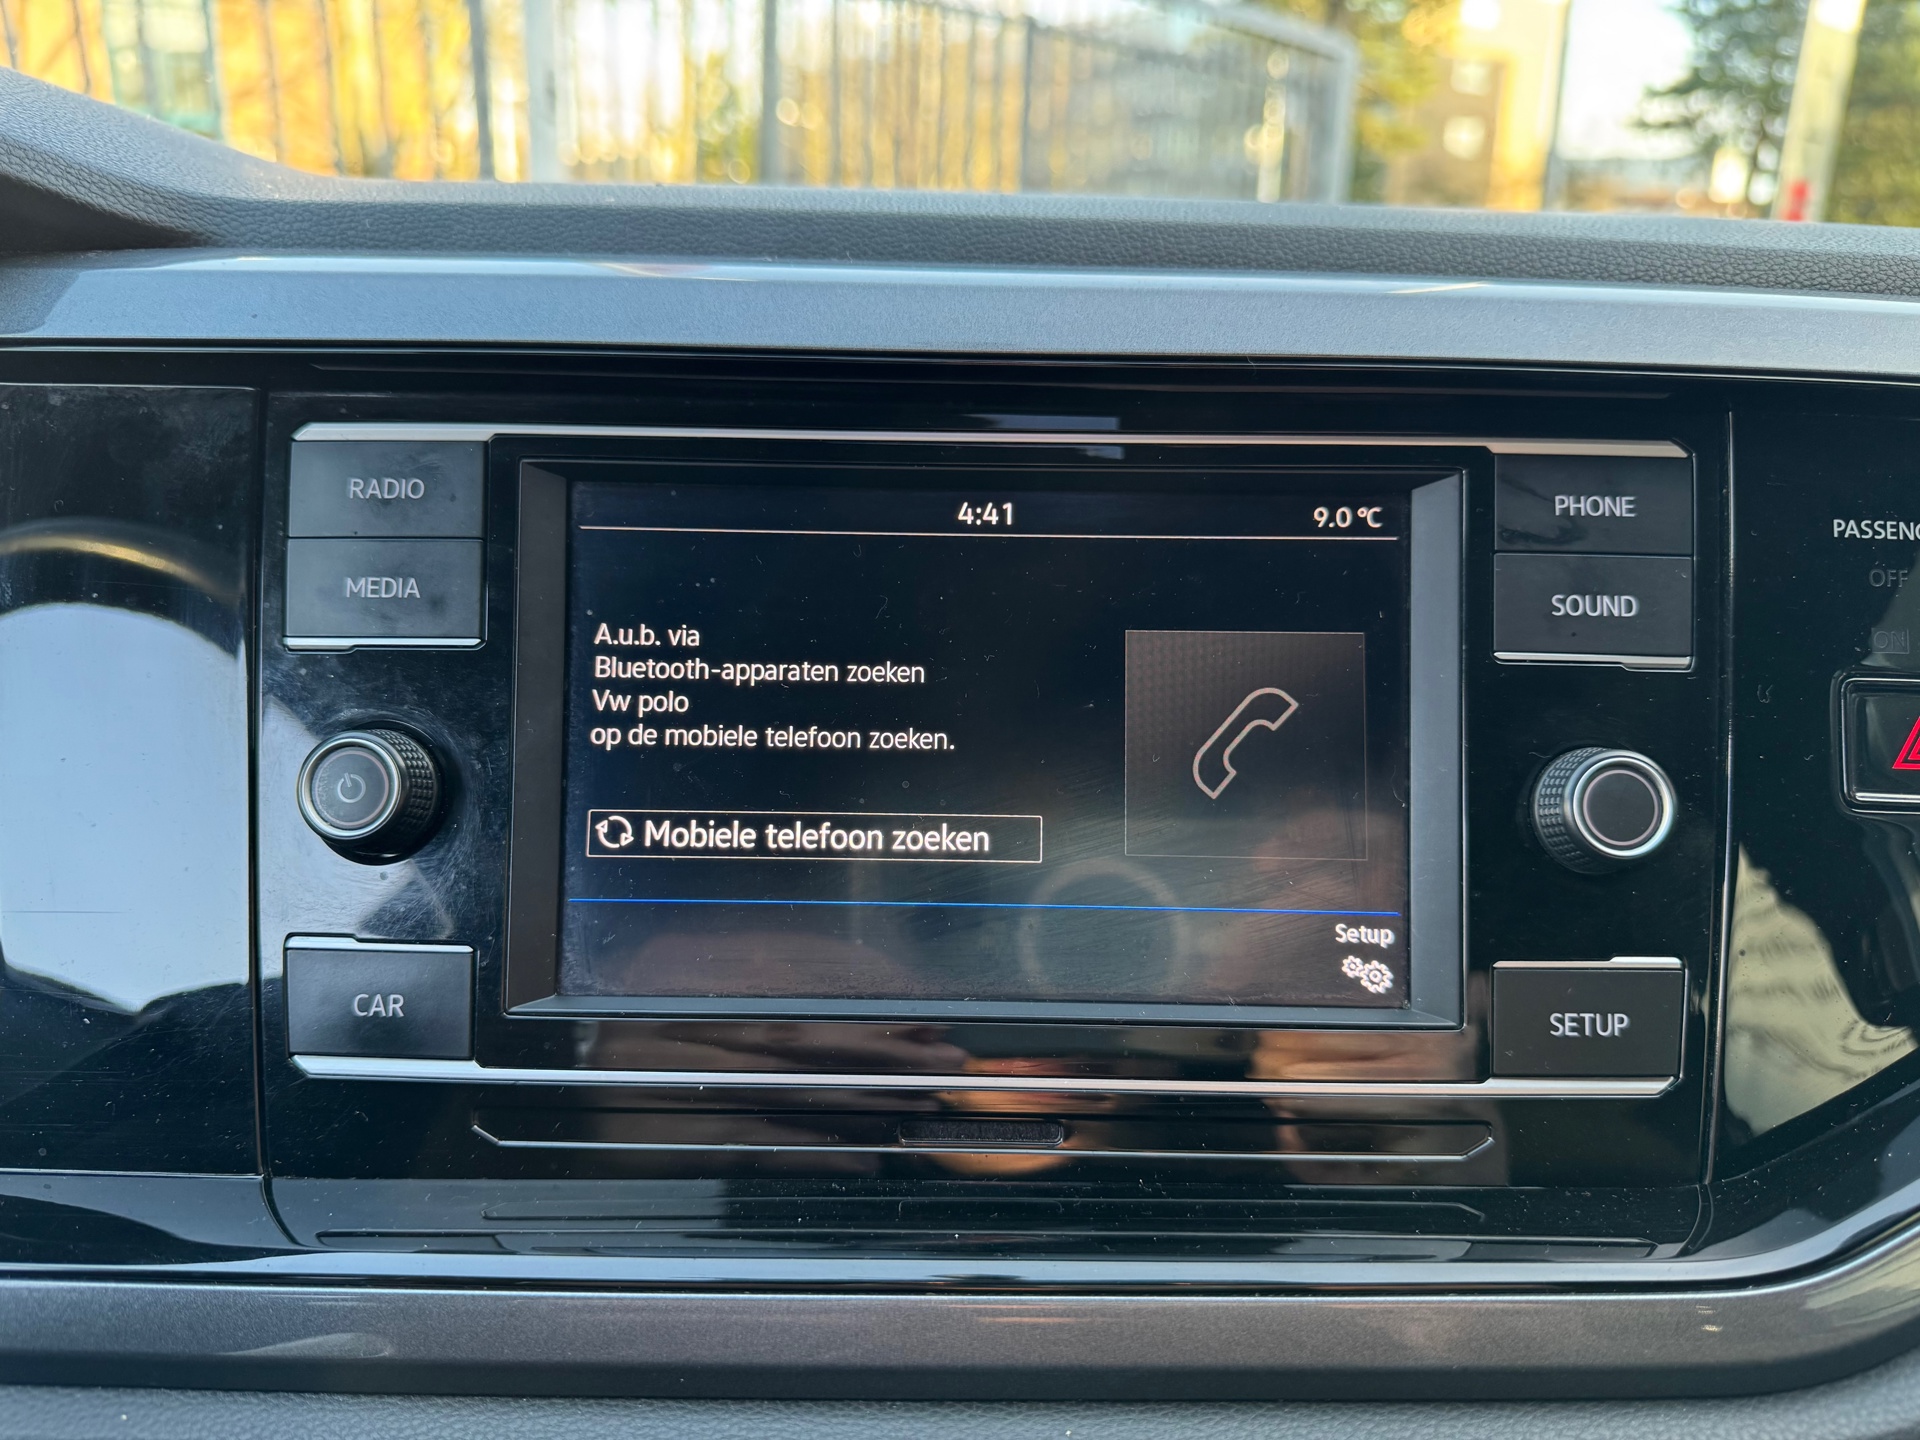 RADIO
MEDIA
CAR
4:41
9.0 °C
A.u.b. via
Bluetooth-apparaten zoeken
Vw polo
op de mobiele telefoon zoeken.
Mobiele telefoon zoeken
Setup
PHONE
SOUND
SETUP
OFF
ON